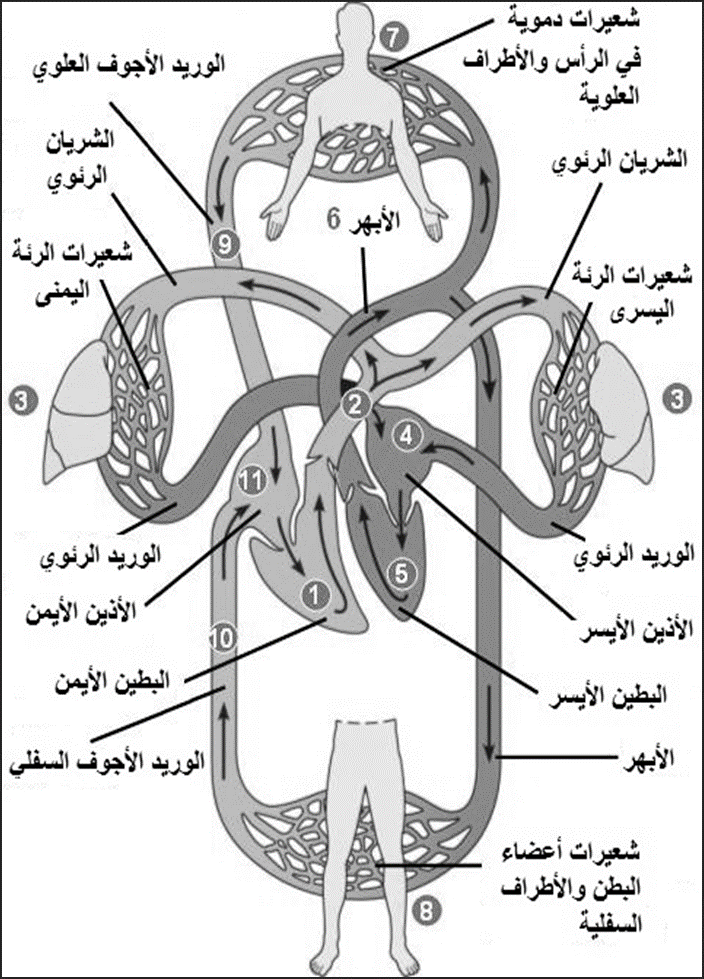 شعيرات دموية
في الرأس والأطراف
العلوية
7
الوريد الأجوف العلوي
الشريان
الرئوي
الشريان الرئوي
الأبهر 6
9
شعيرات الرئة
اليمنى
شعيرات الرئة
اليسرى
3
3
2
4
11
5
1
الوريد الرئوي
الوريد الرئوي
الأذين الأيمن
الأذين الأيسر
10
البطين الأيمن
البطين الأيسر
الوريد الأجوف السفلي
الأبهر
شعيرات أعضاء
البطن والأطراف
السفلية
8